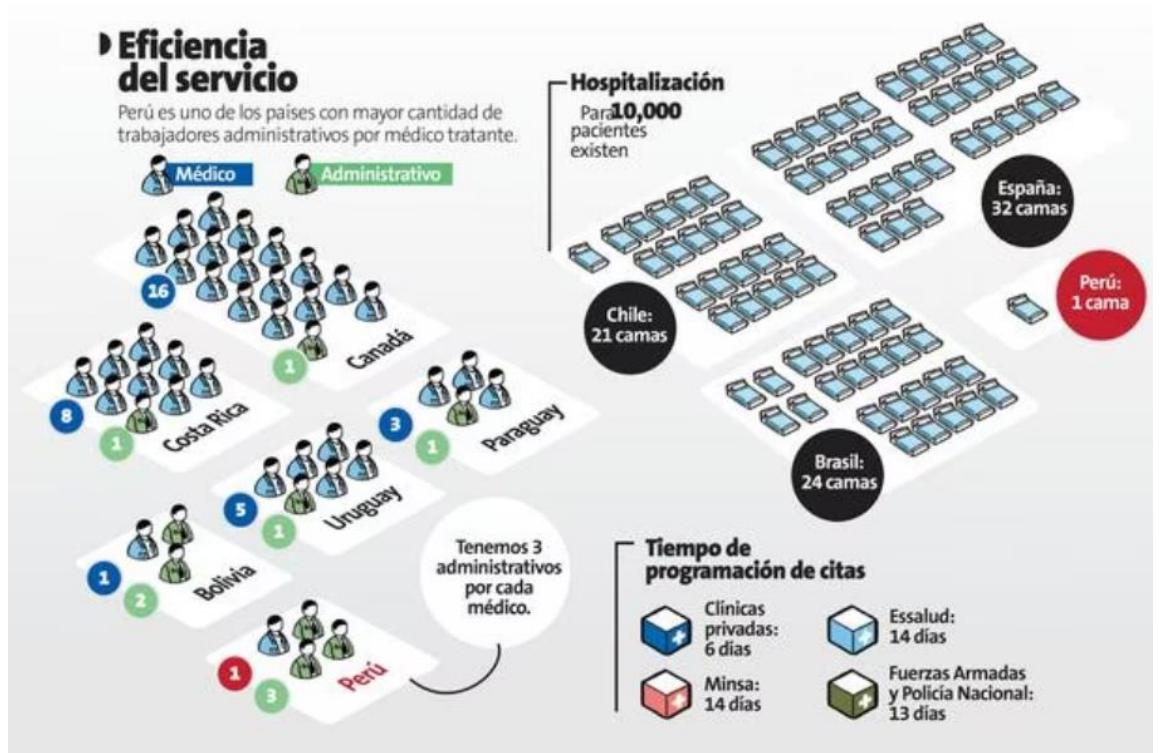 Eficiencia
del servicio
Perú es uno de los países con mayor cantidad de
trabajadores administrativos por médico tratante.
Médico
Administrativo
16
1
Canadá
8
1
Costa Rica
3
1
Paraguay
5
1
Uruguay
1
2
Bolivia
1
3
Perú
Tenemos 3
administrativos
por cada
médico.
Hospitalización
Para 10,000
pacientes
existen
España:
32 camas
Perú:
1 cama
Chile:
21 camas
Brasil:
24 camas
Tiempo de
programación de citas
Clínicas
privadas:
6 días
Essalud:
14 días
Minsa:
14 días
Fuerzas Armadas
y Policía Nacional:
13 días